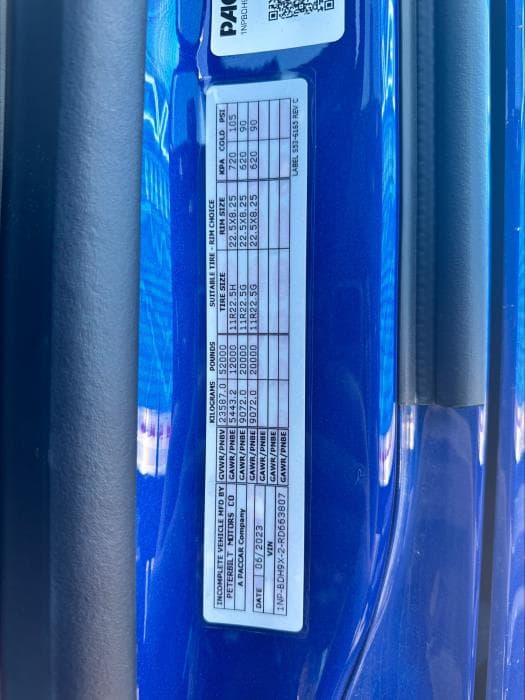 PAC
1NPBDH9
INCOMPLETE VEHICLE MFD BY
PETERBILT MOTORS CO
A PACCAR Company
DATE 06/2023
VIN
1NP-BDH9X-2-RD663807
KILOGRAMS POUNDS SUITABLE TIRE - RIM CHOICE
TIRE SIZE RIM SIZE KPA COLD PSI
GVWR/PNBV 23587.0 52000
GAWR/PNBE 5443.2 12000 11R22.5H 22.5X8.25 720 105
GAWR/PNBE 9072.0 20000 11R22.5G 22.5X8.25 620 90
GAWR/PNBE 9072.0 20000 11R22.5G 22.5X8.25 620 90
GAWR/PNBE
GAWR/PNBE
GAWR/PNBE
LABEL S53-6165 REV C